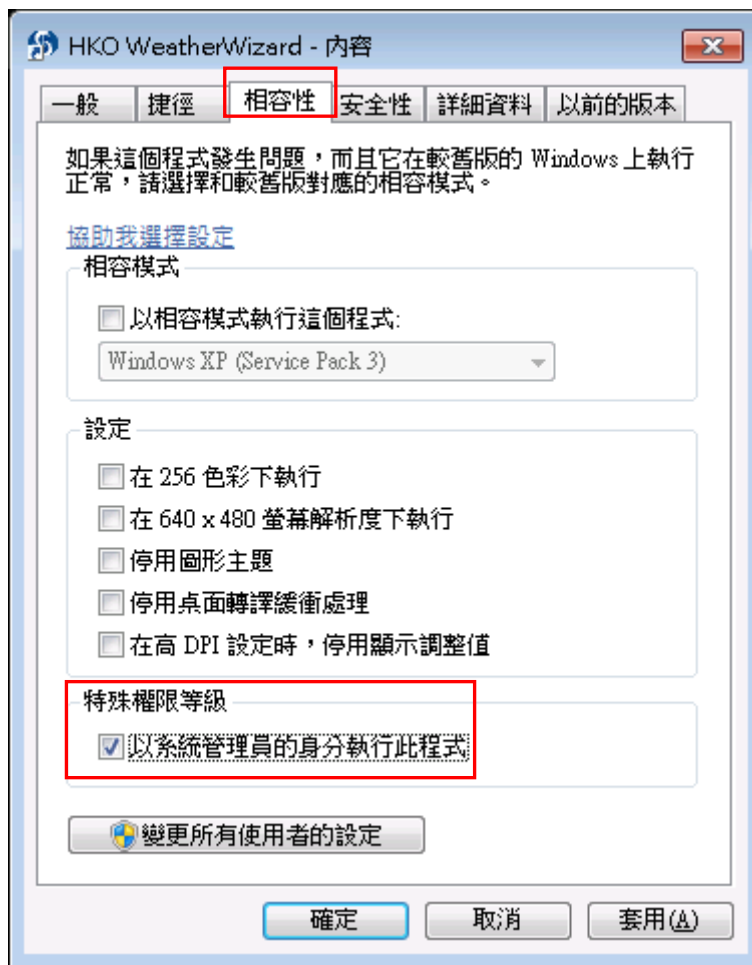 HKO WeatherWizard - 內容
一般 捷徑 相容性 安全性 詳細資料 以前的版本
如果這個程式發生問題，而且它在較舊版的 Windows 上執行
正常，請選擇和較舊版對應的相容模式。
協助我選擇設定
相容模式
以相容模式執行這個程式:
Windows XP (Service Pack 3)
設定
在 256 色彩下執行
在 640 x 480 螢幕解析度下執行
停用圖形主題
停用桌面轉譯緩衝處理
在高 DPI 設定時，停用顯示調整值
特殊權限等級
以系統管理員的身分執行此程式
變更所有使用者的設定
確定 取消 套用(A)